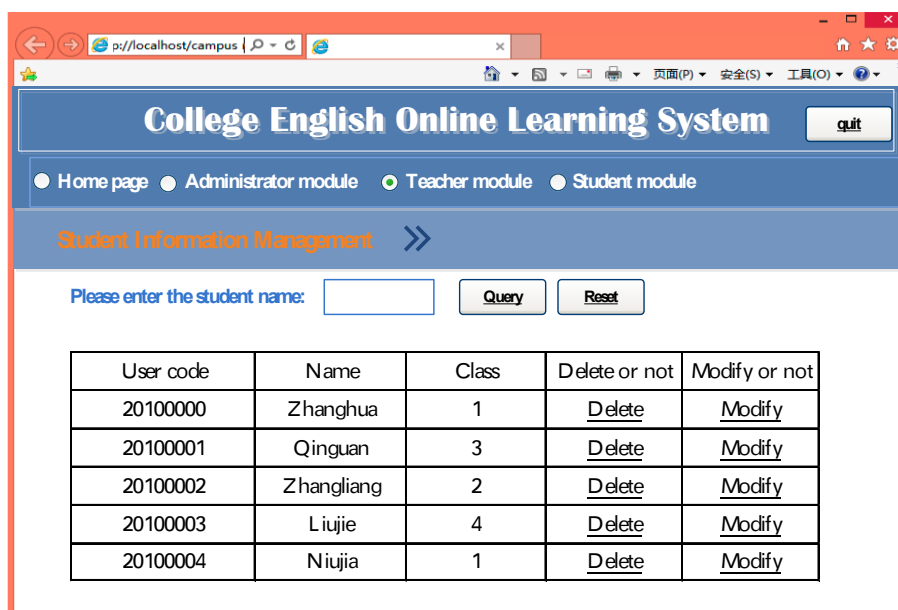 p://localhost/campus
页面(P) 安全(S) 工具(O)
College English Online Learning System quit
Home page Administrator module Teacher module Student module
Student Information Management
Please enter the student name: Query Reset
User code Name Class Delete or not Modify or not
20100000 Zhanghua 1 Delete Modify
20100001 Qinguan 3 Delete Modify
20100002 Zhangliang 2 Delete Modify
20100003 Liujie 4 Delete Modify
20100004 Niujia 1 Delete Modify